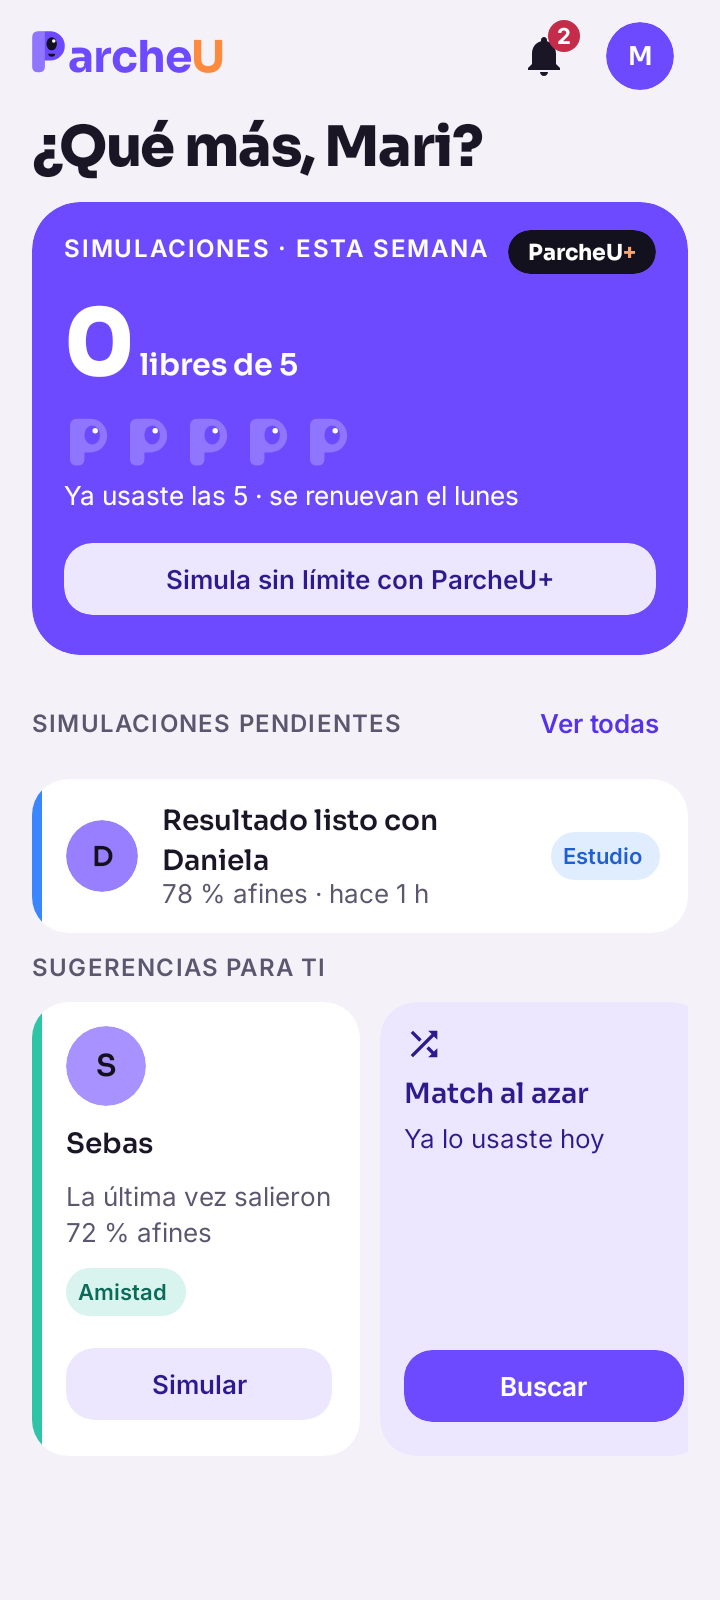 ParcheU
2
M
¿Qué más, Mari?
SIMULACIONES · ESTA SEMANA
ParcheU+
0 libres de 5
Ya usaste las 5 · se renuevan el lunes
Simula sin límite con ParcheU+
SIMULACIONES PENDIENTES
Ver todas
D
Resultado listo con
Daniela
78 % afines · hace 1 h
Estudio
SUGERENCIAS PARA TI
S
Sebas
La última vez salieron
72 % afines
Amistad
Simular
Match al azar
Ya lo usaste hoy
Buscar